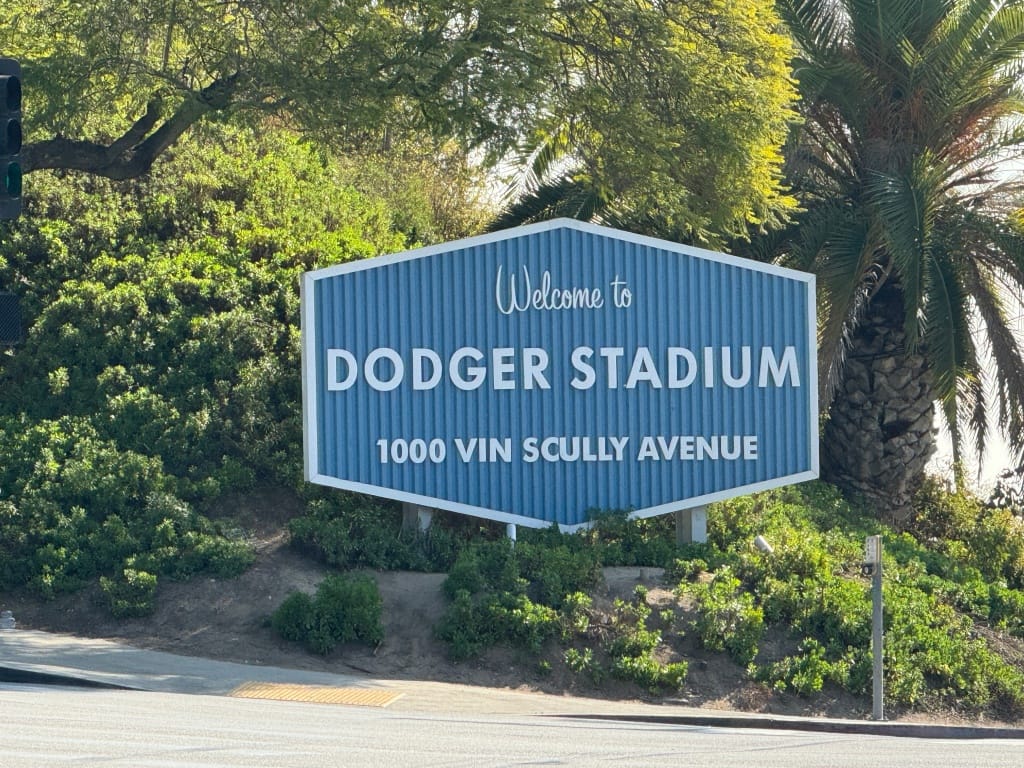 Welcome to
DODGER STADIUM
1000 VIN SCULLY AVENUE